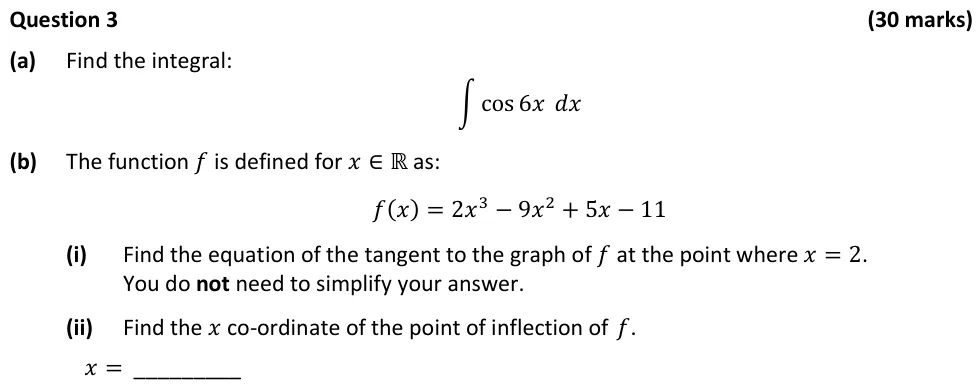 Question 3 (30 marks)
(a) Find the integral:
∫ cos 6x dx
(b) The function f is defined for x ∈ ℝ as:
f(x) = 2x³ − 9x² + 5x − 11
(i) Find the equation of the tangent to the graph of f at the point where x = 2.
You do not need to simplify your answer.
(ii) Find the x co-ordinate of the point of inflection of f.
x = _________